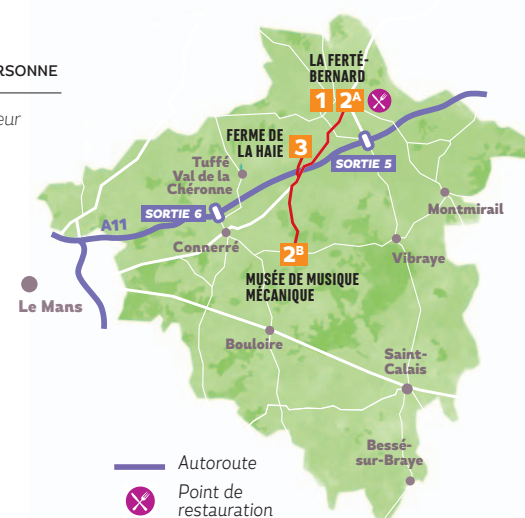 RSONNE
eur
LA FERTÉ-
BERNARD
1 2A
FERME DE
LA HAIE
3
SORTIE 5
Tuffé
Val de la
Chéronne
SORTIE 6
A11
Connerré
Montmirail
Vibraye
2B
MUSÉE DE MUSIQUE
MÉCANIQUE
Le Mans
Bouloire
Saint-
Calais
Bessé-
sur-Braye
Autoroute
Point de
restauration